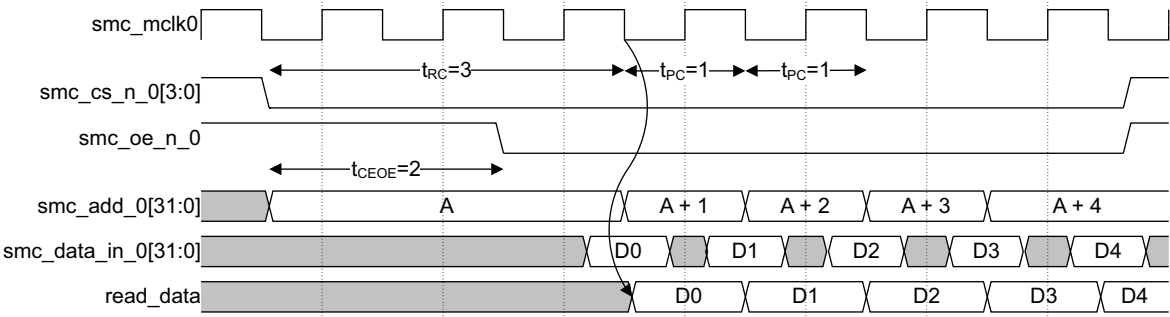 smc_mclk0
t_RC=3 t_PC=1 t_PC=1
smc_cs_n_0[3:0]
smc_oe_n_0
t_CEOE=2
smc_add_0[31:0] A A + 1 A + 2 A + 3 A + 4
smc_data_in_0[31:0] D0 D1 D2 D3 D4
read_data D0 D1 D2 D3 D4